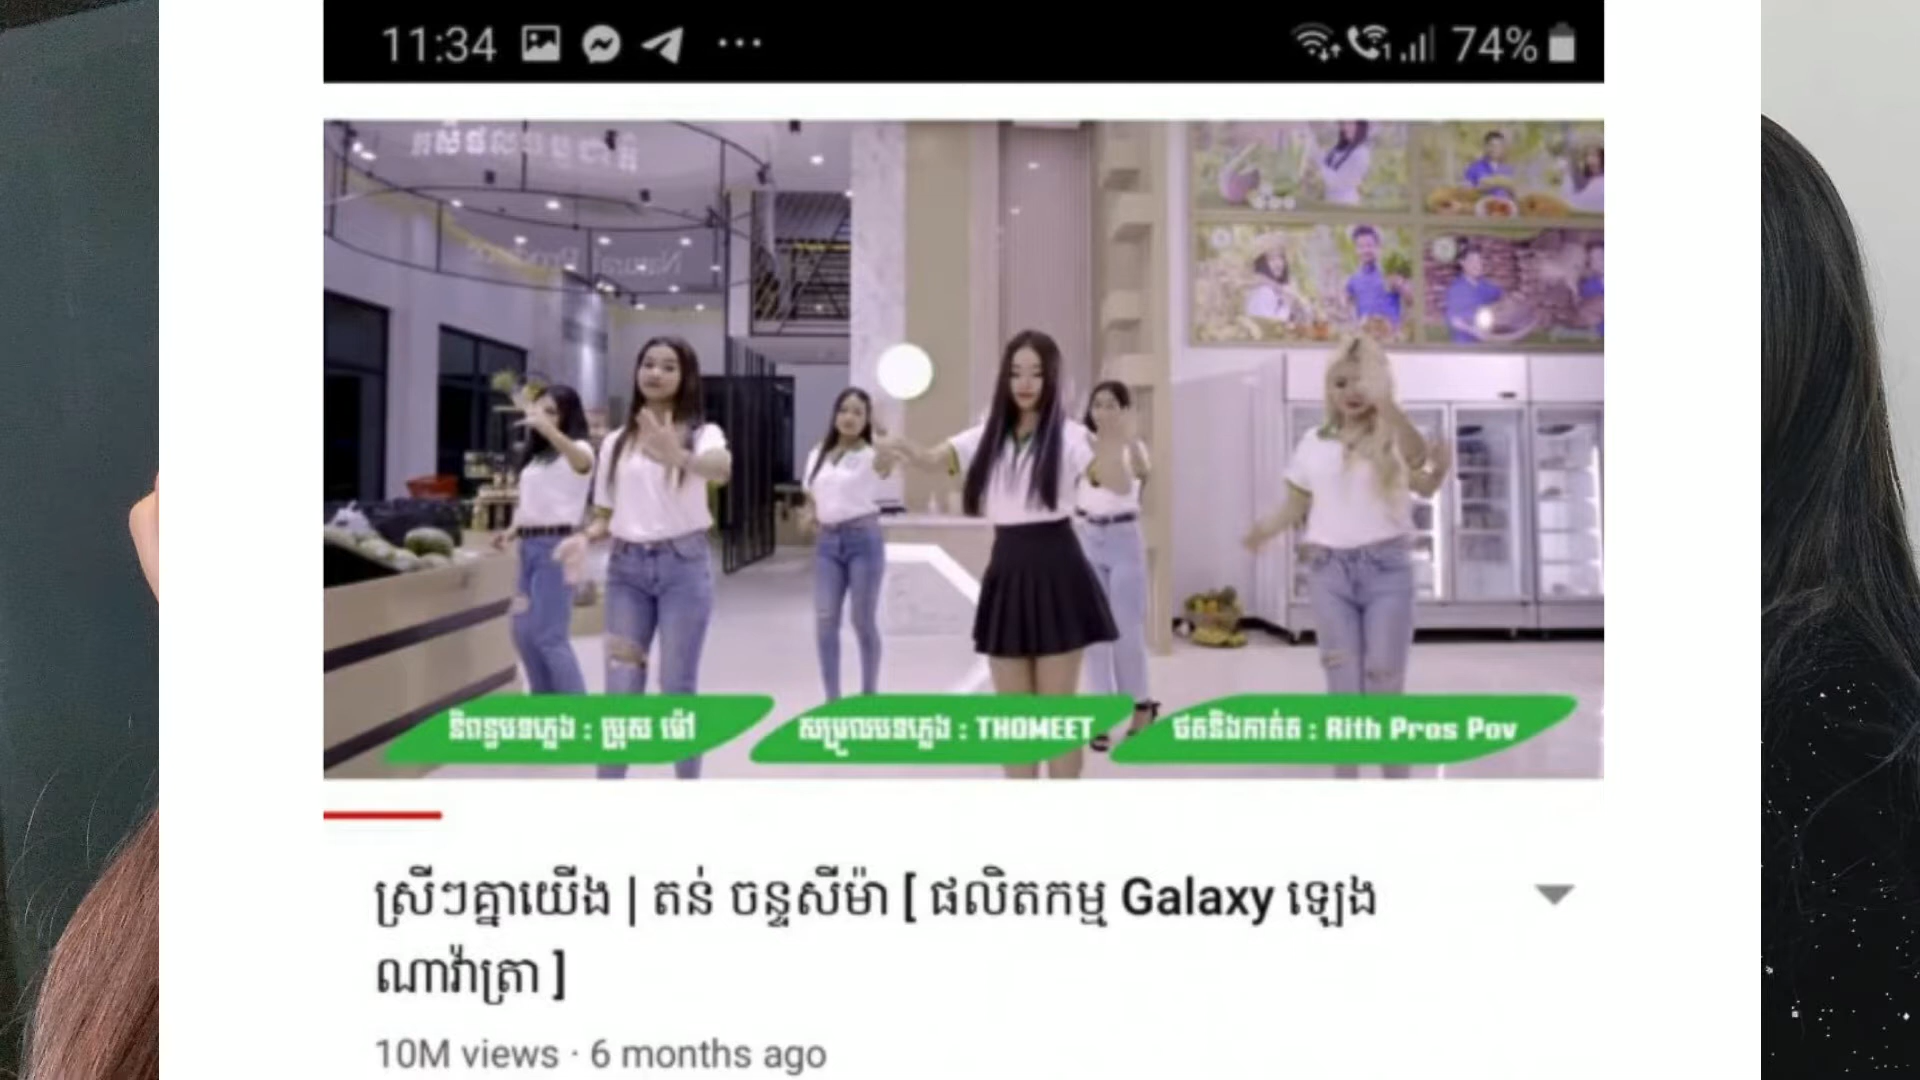 11:34
74%
និពន្ធបទភ្លេង : ប្រុស ម៉ៅ
សម្រួលបទភ្លេង : THOMEET
ថតនិងកាត់ត : Rith Pros Pov
ស្រីៗគ្នាយើង | តន់ ចន្ទសីម៉ា [ ផលិតកម្ម Galaxy ឡេង
ណាវ៉ាត្រា ]
10M views · 6 months ago